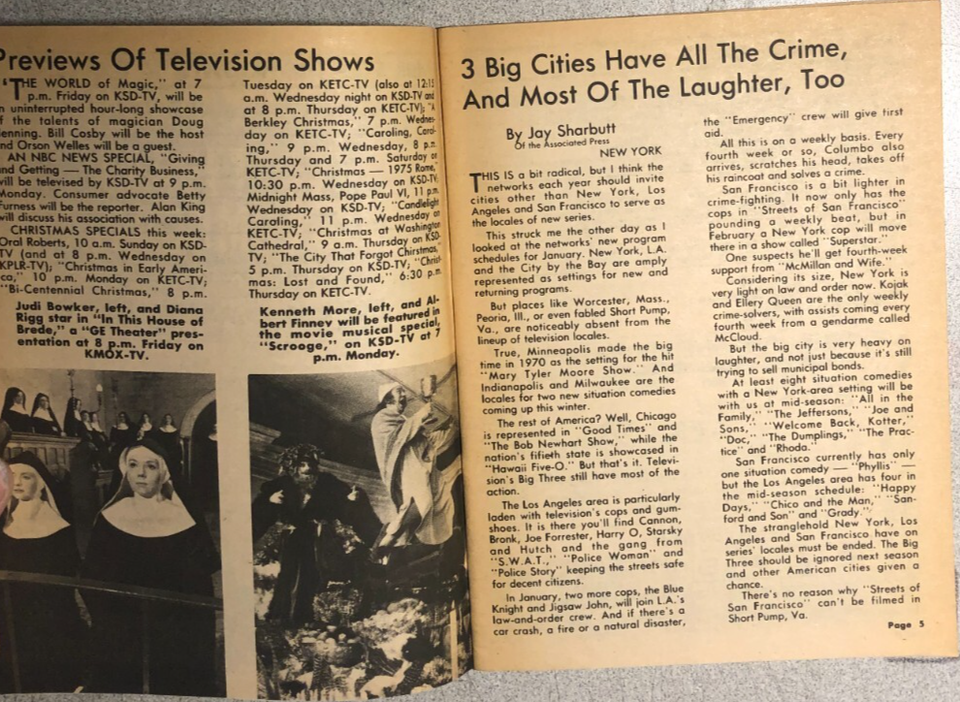 Previews Of Television Shows
"THE WORLD of Magic," at 7
p.m. Friday on KSD-TV, will be
n uninterrupted hour-long showcase
f the talents of magician Doug
enning. Bill Cosby will be the host
nd Orson Welles will be a guest.
AN NBC NEWS SPECIAL, "Giving
and Getting — The Charity Business,"
will be televised by KSD-TV at 9 p.m.
Monday. Consumer advocate Betty
Furness will be the reporter. Alan King
will discuss his association with causes.
CHRISTMAS SPECIALS this week:
Oral Roberts, 10 a.m. Sunday on KSD-
TV (and at 8 p.m. Wednesday on
KPLR-TV); "Christmas in Early Ameri-
ca," 10 p.m. Monday on KETC-TV;
"Bi-Centennial Christmas," 8 p.m.
Judi Bowker, left, and Diana
Rigg star in "In This House of
Brede," a "GE Theater" pres-
entation at 8 p.m. Friday on
KMOX-TV.
Tuesday on KETC-TV (also at 12:15
a.m. Wednesday night on KSD-TV and
at 8 p.m. Thursday on KETC-TV); "A
Berkley Christmas," 7 p.m. Wednes-
day on KETC-TV; "Caroling, Carol-
ing," 9 p.m. Wednesday, 8 p.m.
Thursday and 7 p.m. Saturday on
KETC-TV; "Christmas — 1975 Rome,"
10:30 p.m. Wednesday on KSD-TV;
Midnight Mass, Pope Paul VI, 11 p.m.
Wednesday on KSD-TV; "Candlelight
Caroling," 11 p.m. Wednesday on
KETC-TV; "Christmas at Washington
Cathedral," 9 a.m. Thursday on KSD-
TV; "The City That Forgot Christmas,"
5 p.m. Thursday on KSD-TV; "Christ-
mas: Lost and Found," 6:30 p.m.
Thursday on KETC-TV.
Kenneth More, left, and Al-
bert Finney will be featured in
the movie musical special,
"Scrooge," on KSD-TV at 7
p.m. Monday.
3 Big Cities Have All The Crime,
And Most Of The Laughter, Too
By Jay Sharbutt
Of the Associated Press
NEW YORK
THIS IS a bit radical, but I think the
networks each year should invite
cities other than New York, Los
Angeles and San Francisco to serve as
the locales of new series.
This struck me the other day as I
looked at the networks' new program
schedules for January. New York, L.A.
and the City by the Bay are amply
represented as settings for new and
returning programs.
But places like Worcester, Mass.,
Peoria, Ill., or even fabled Short Pump,
Va., are noticeably absent from the
lineup of television locales.
True, Minneapolis made the big
time in 1970 as the setting for the hit
"Mary Tyler Moore Show." And
Indianapolis and Milwaukee are the
locales for two new situation comedies
coming up this winter.
The rest of America? Well, Chicago
is represented in "Good Times" and
"The Bob Newhart Show," while the
nation's fiftieth state is showcased in
"Hawaii Five-O." But that's it. Televi-
sion's Big Three still have most of the
action.
The Los Angeles area is particularly
laden with television's cops and gum-
shoes. It is there you'll find Cannon,
Bronk, Joe Forrester, Harry O, Starsky
and Hutch and the gang from
"S.W.A.T.," "Police Woman" and
"Police Story" keeping the streets safe
for decent citizens.
In January, two more cops, the Blue
Knight and Jigsaw John, will join L.A.'s
law-and-order crew. And if there's a
car crash, a fire or a natural disaster,
the "Emergency" crew will give first
aid.
All this is on a weekly basis. Every
fourth week or so, Columbo also
arrives, scratches his head, takes off
his raincoat and solves a crime.
San Francisco is a bit lighter in
crime-fighting. It now only has the
cops in "Streets of San Francisco"
pounding a weekly beat, but in
February a New York cop will move
there in a show called "Superstar."
One suspects he'll get fourth-week
support from "McMillan and Wife."
Considering its size, New York is
very light on law and order now. Kojak
and Ellery Queen are the only weekly
crime-solvers, with assists coming every
fourth week from a gendarme called
McCloud.
But the big city is very heavy on
laughter, and not just because it's still
trying to sell municipal bonds.
At least eight situation comedies
with a New York-area setting will be
with us at mid-season: "All in the
Family," "The Jeffersons," "Joe and
Sons," "Welcome Back, Kotter,"
"Doc," "The Dumplings," "The Prac-
tice" and "Rhoda."
San Francisco currently has only
one situation comedy — "Phyllis" —
but the Los Angeles area has four in
the mid-season schedule: "Happy
Days," "Chico and the Man," "San-
ford and Son" and "Grady."
The stranglehold New York, Los
Angeles and San Francisco have on
series' locales must be ended. The Big
Three should be ignored next season
and other American cities given a
chance.
There's no reason why "Streets of
San Francisco" can't be filmed in
Short Pump, Va.
Page 5